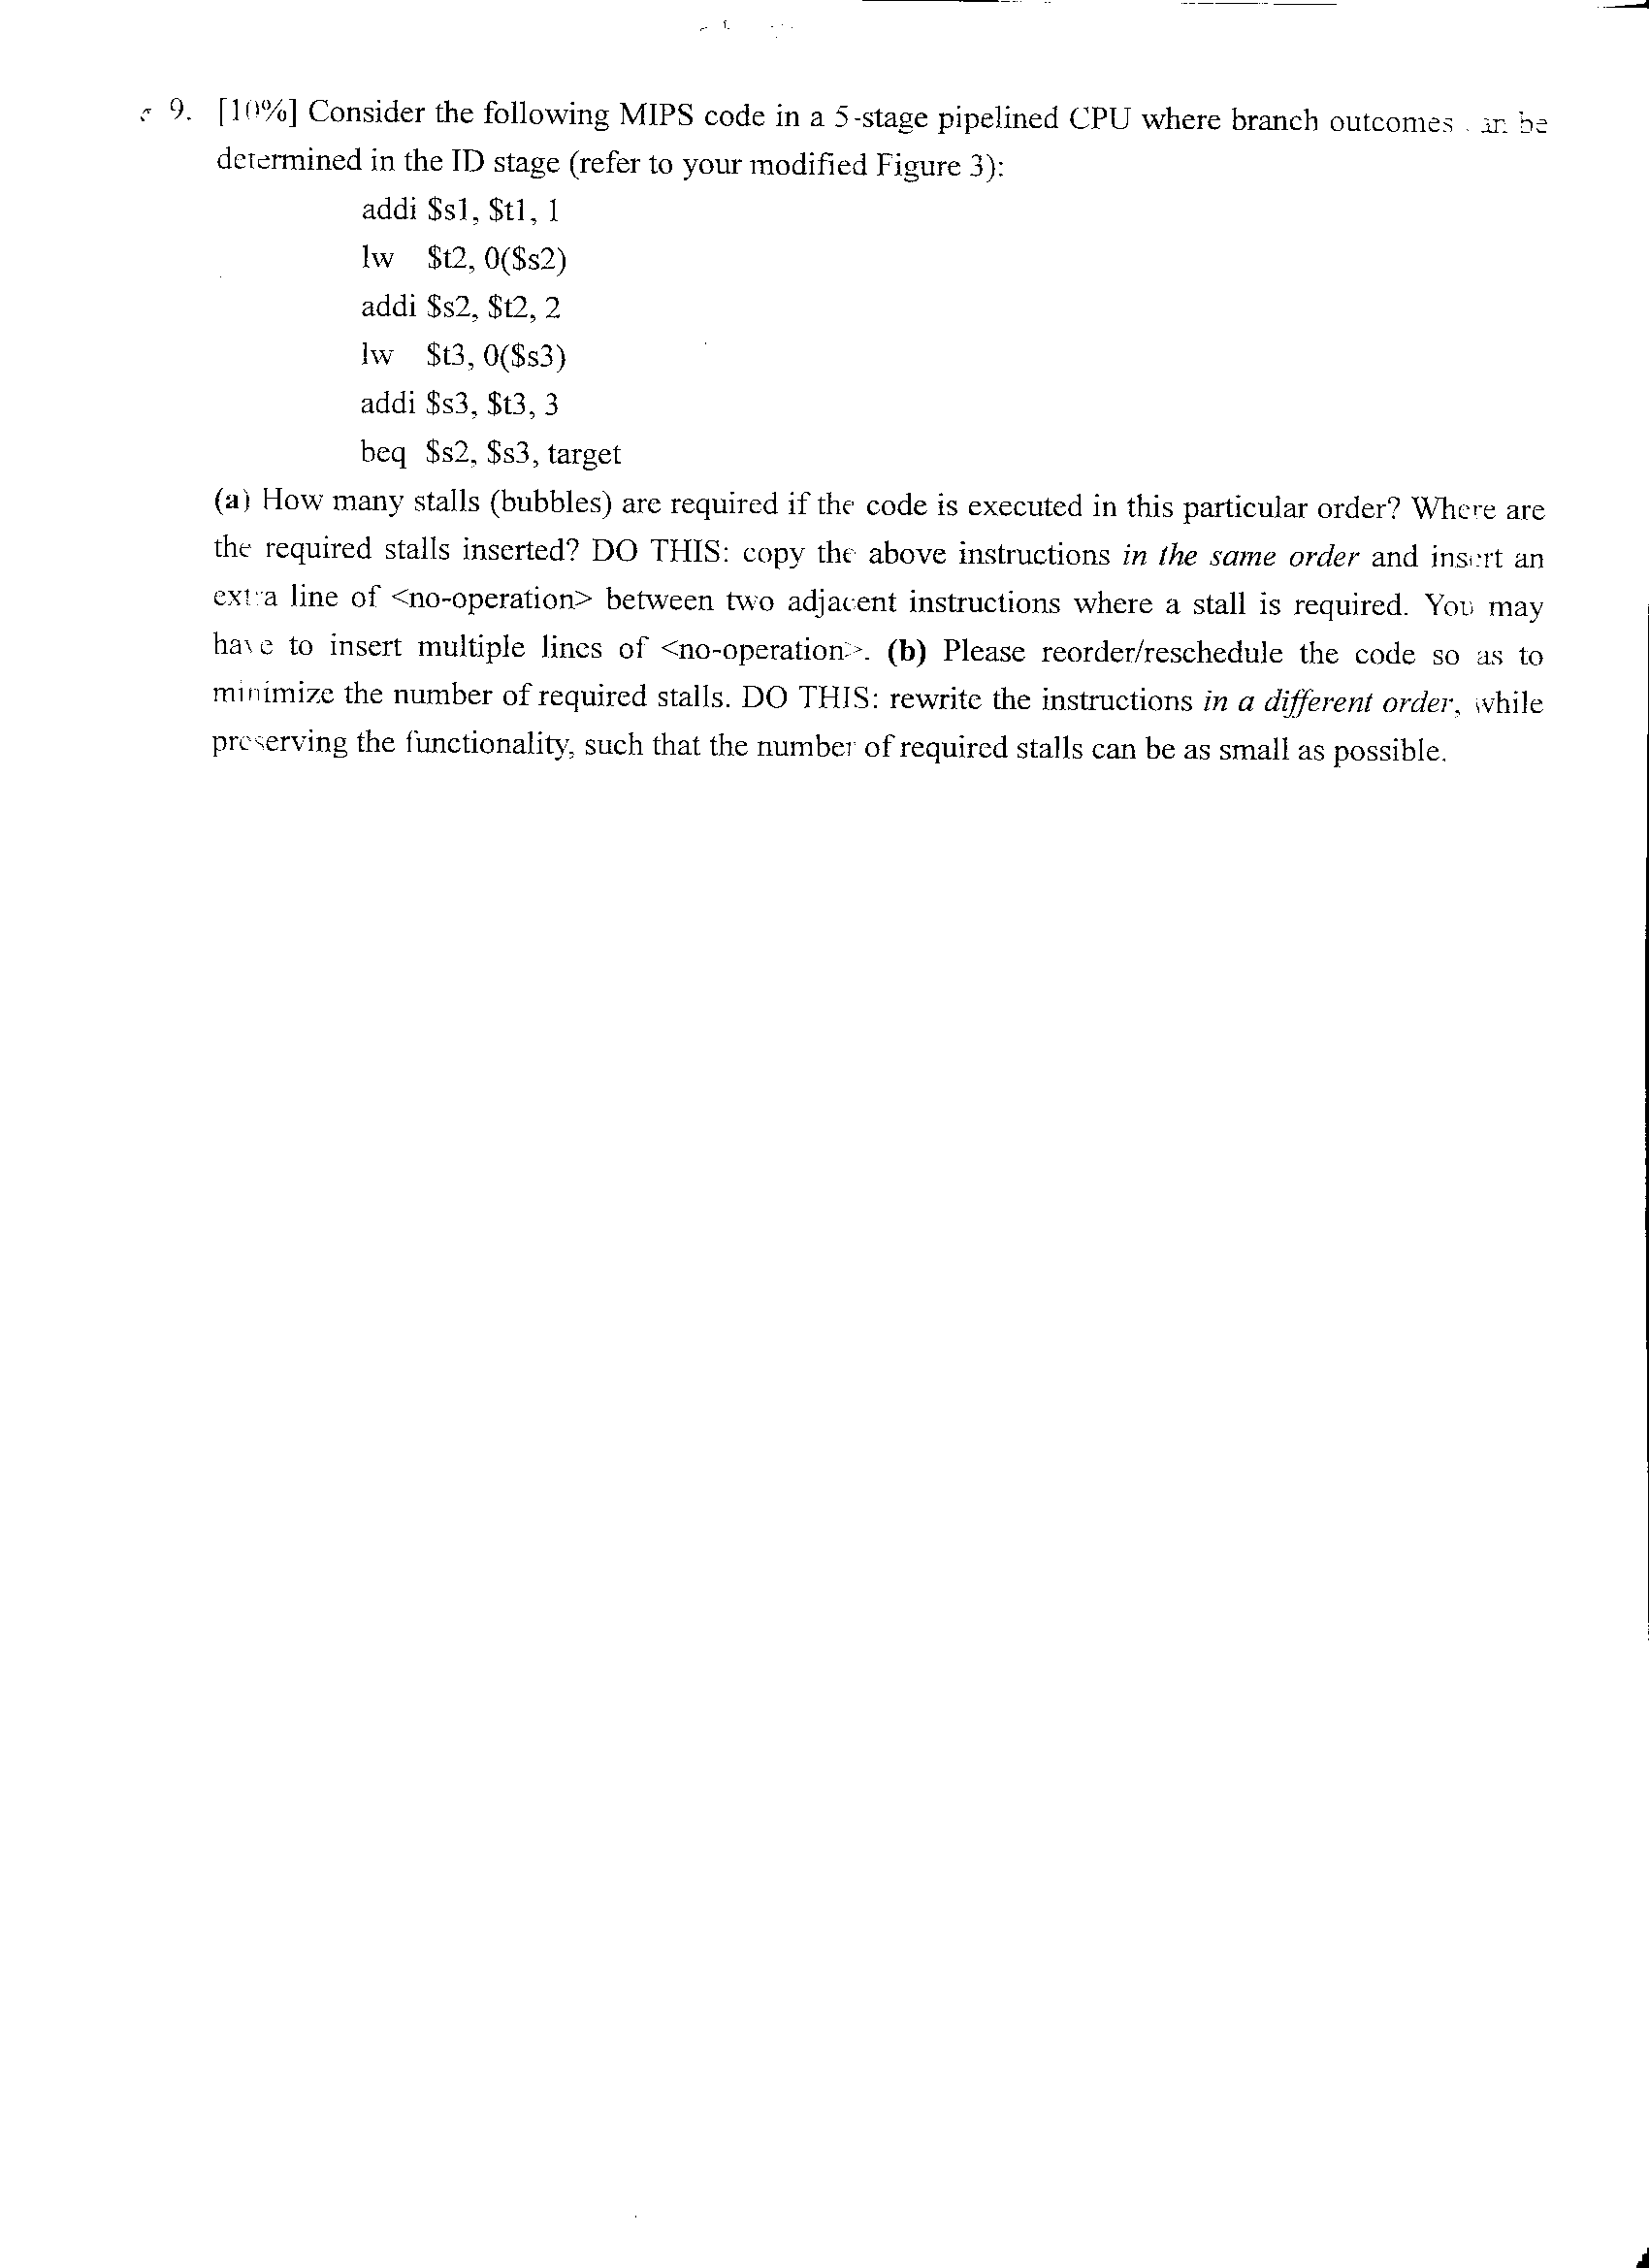 9. [10%] Consider the following MIPS code in a 5-stage pipelined CPU where branch outcomes can be
determined in the ID stage (refer to your modified Figure 3):
addi $s1, $t1, 1
lw $t2, 0($s2)
addi $s2, $t2, 2
lw $t3, 0($s3)
addi $s3, $t3, 3
beq $s2, $s3, target
(a) How many stalls (bubbles) are required if the code is executed in this particular order? Where are
the required stalls inserted? DO THIS: copy the above instructions in the same order and insert an
extra line of <no-operation> between two adjacent instructions where a stall is required. You may
have to insert multiple lines of <no-operation>. (b) Please reorder/reschedule the code so as to
minimize the number of required stalls. DO THIS: rewrite the instructions in a different order, while
preserving the functionality, such that the number of required stalls can be as small as possible.